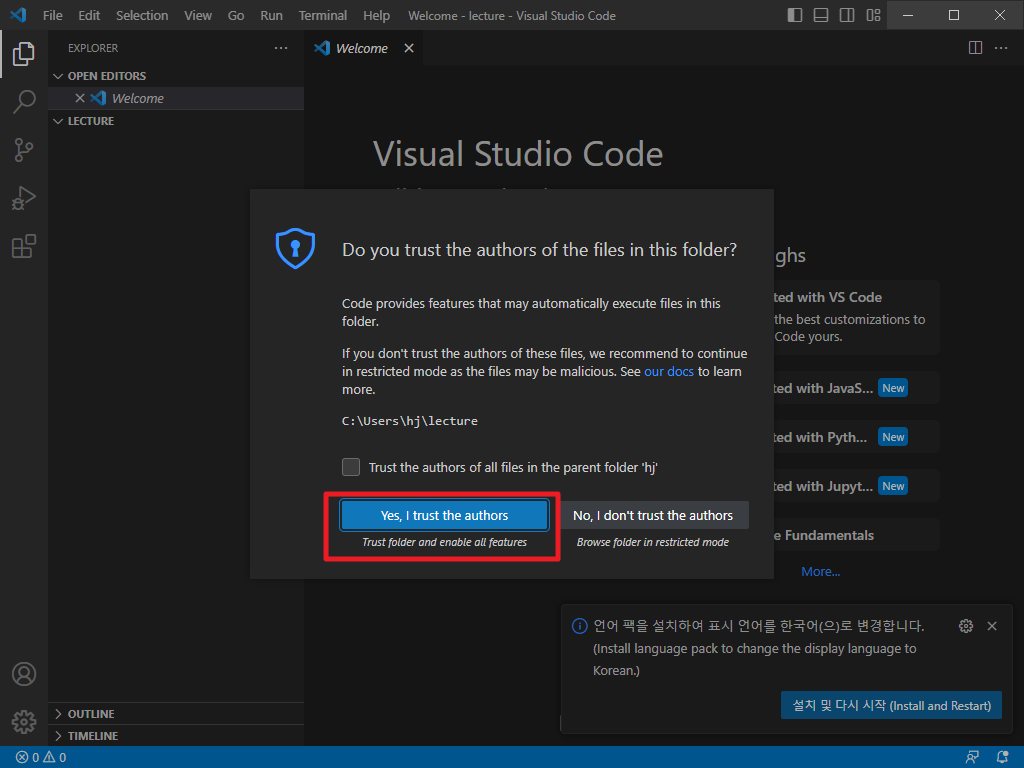 File Edit Selection View Go Run Terminal Help Welcome - lecture - Visual Studio Code
EXPLORER
Welcome
OPEN EDITORS
Welcome
LECTURE
Visual Studio Code
Do you trust the authors of the files in this folder?
Code provides features that may automatically execute files in this
folder.
If you don't trust the authors of these files, we recommend to continue
in restricted mode as the files may be malicious. See our docs to learn
more.
C:\Users\hj\lecture
Trust the authors of all files in the parent folder 'hj'
Yes, I trust the authors
No, I don't trust the authors
Trust folder and enable all features
Browse folder in restricted mode
ghs
ted with VS Code
the best customizations to
Code yours.
ted with JavaS... New
ted with Pyth... New
ted with Jupyt... New
e Fundamentals
More...
언어 팩을 설치하여 표시 언어를 한국어(으)로 변경합니다.
(Install language pack to change the display language to
Korean.)
설치 및 다시 시작 (Install and Restart)
OUTLINE
TIMELINE
0 0